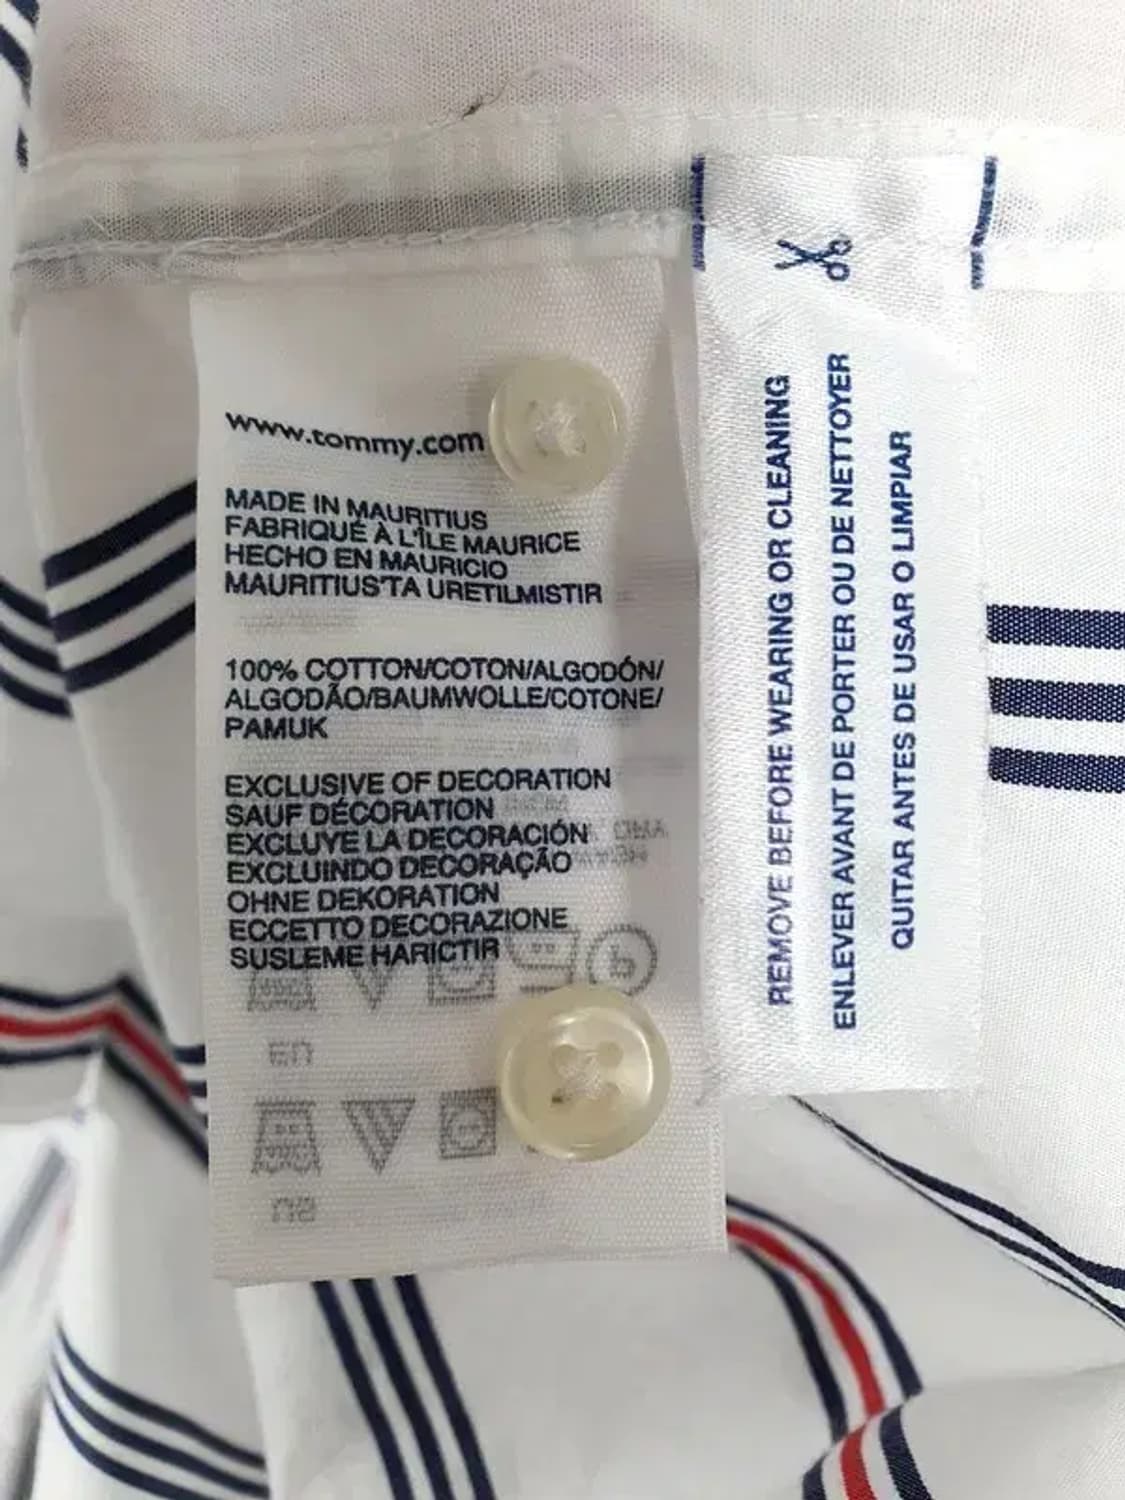 www.tommy.com
MADE IN MAURITIUS
FABRIQUÉ À L'ÎLE MAURICE
HECHO EN MAURICIO
MAURITIUS'TA URETILMISTIR
100% COTTON/COTON/ALGODÓN/
ALGODÃO/BAUMWOLLE/COTONE/
PAMUK
EXCLUSIVE OF DECORATION
SAUF DÉCORATION
EXCLUYE LA DECORACIÓN
EXCLUINDO DECORAÇÃO
OHNE DEKORATION
ECCETTO DECORAZIONE
SUSLEME HARICTIR
REMOVE BEFORE WEARING OR CLEANING
ENLEVER AVANT DE PORTER OU DE NETTOYER
QUITAR ANTES DE USAR O LIMPIAR